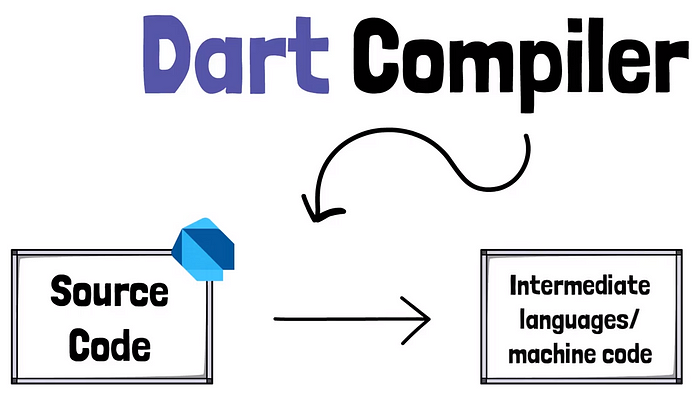 Dart Compiler
Source
Code
Intermediate
languages/
machine code